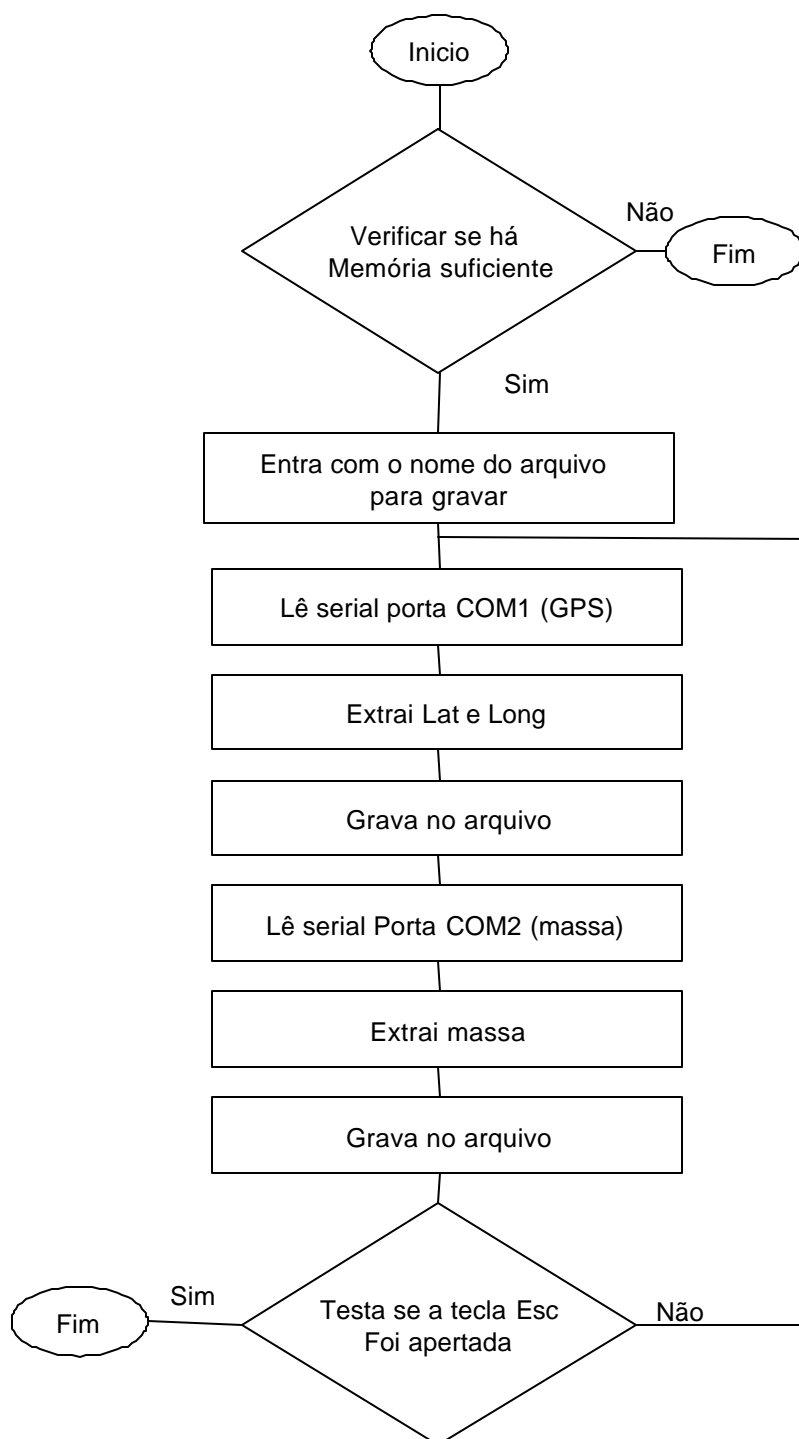 Inicio
Verificar se há
Memória suficiente
Não
Fim
Sim
Entra com o nome do arquivo
para gravar
Lê serial porta COM1 (GPS)
Extrai Lat e Long
Grava no arquivo
Lê serial Porta COM2 (massa)
Extrai massa
Grava no arquivo
Sim
Fim
Testa se a tecla Esc
Foi apertada
Não